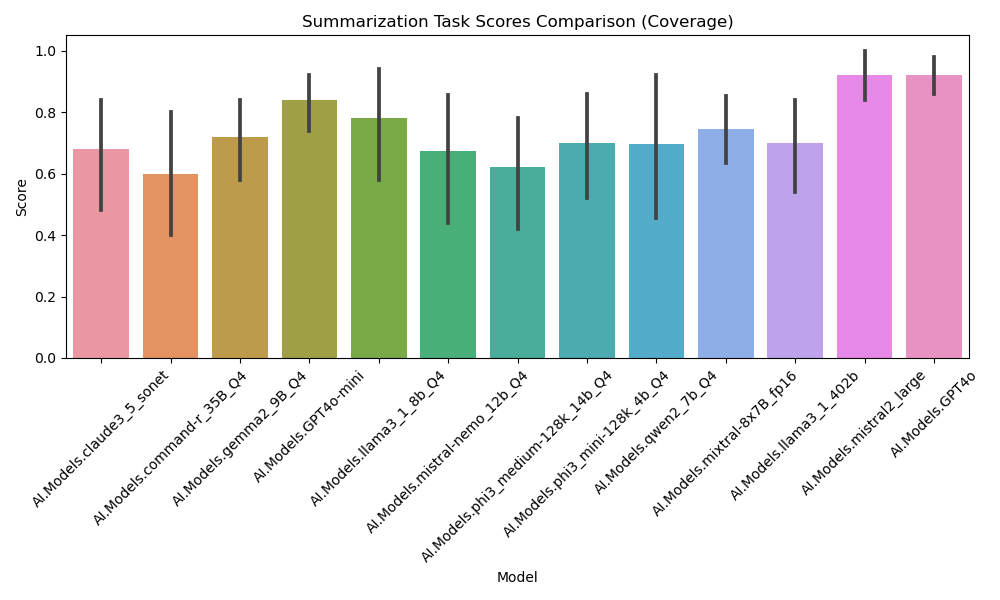 Summarization Task Scores Comparison (Coverage)
1.0
0.8
0.6
0.4
0.2
0.0
Score
AI.Models.claude3_5_sonet
AI.Models.command-r_35B_Q4
AI.Models.gemma2_9B_Q4
AI.Models.GPT4o-mini
AI.Models.llama3_1_8b_Q4
AI.Models.mistral-nemo_12b_Q4
AI.Models.phi3_medium-128k_14b_Q4
AI.Models.phi3_mini-128k_4b_Q4
AI.Models.qwen2_7b_Q4
AI.Models.mixtral-8x7B_fp16
AI.Models.llama3_1_402b
AI.Models.mistral2_large
AI.Models.GPT4o
Model